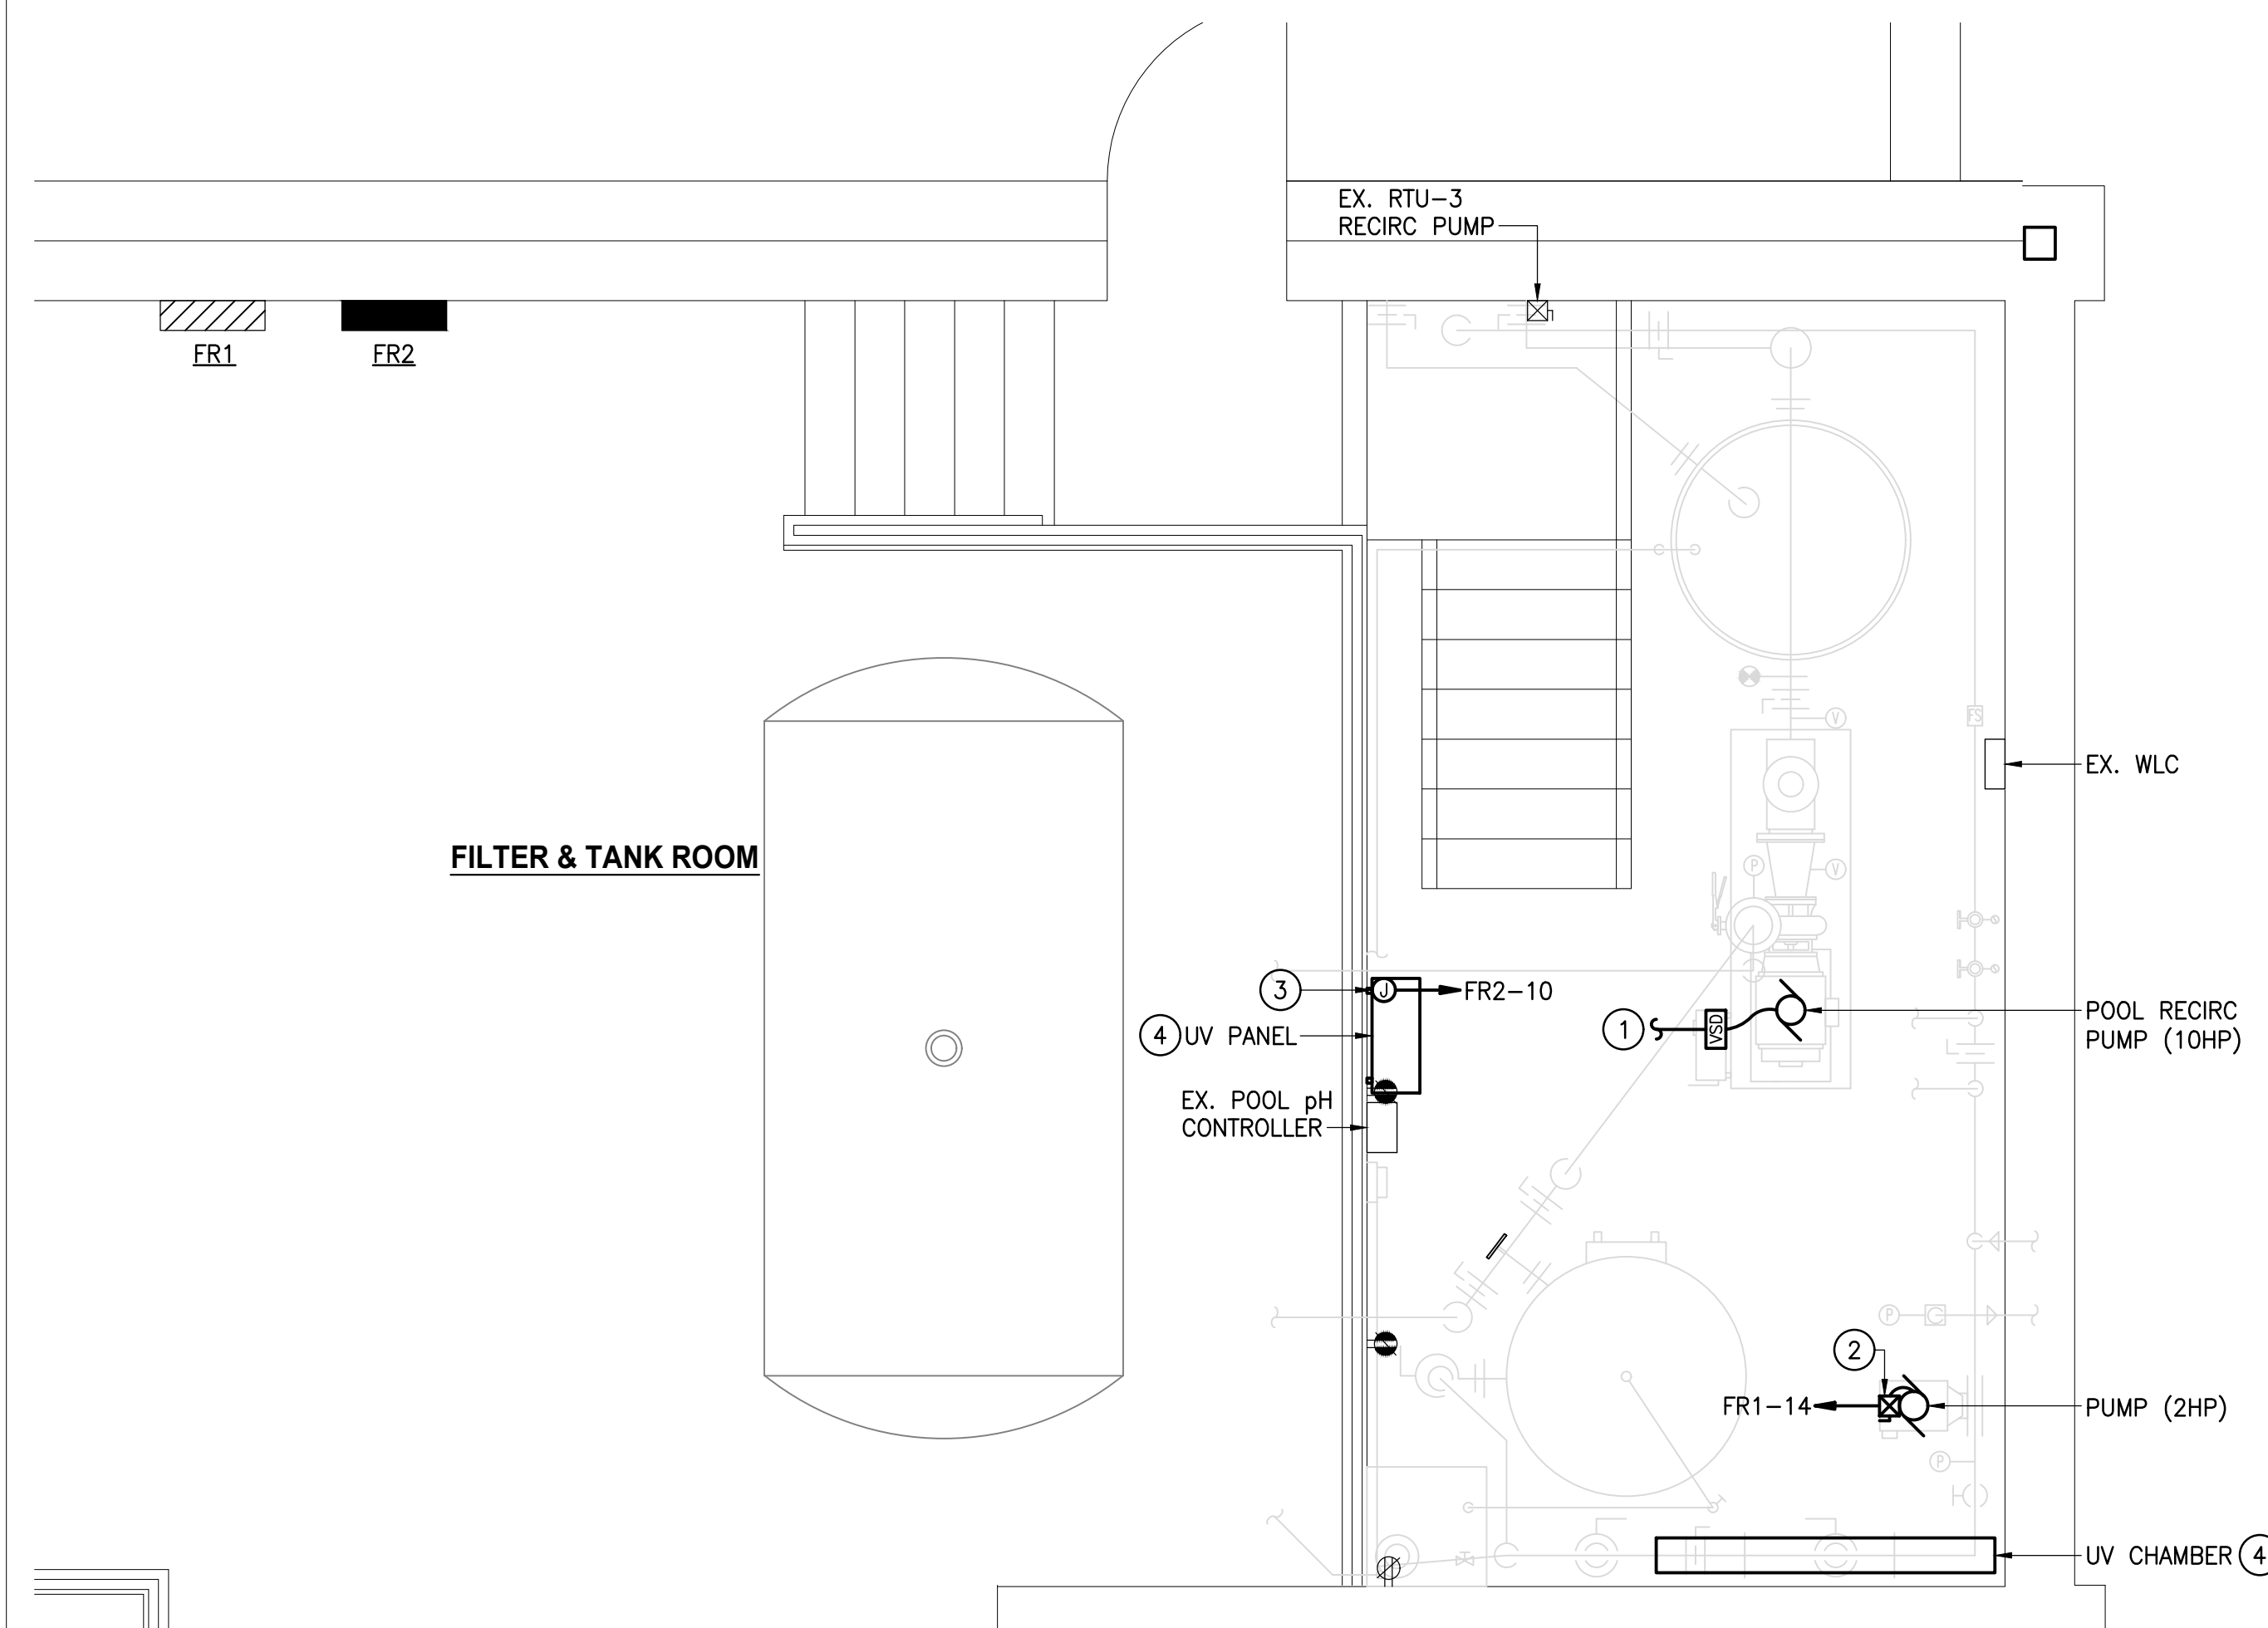 EX. RTU-3
RECIRC PUMP
FR1
FR2
FS
V
EX. WLC
FILTER & TANK ROOM
P
V
3
J
FR2-10
4
UV PANEL
1
VSD
POOL RECIRC
PUMP (10HP)
EX. POOL pH
CONTROLLER
P
2
FR1-14
PUMP (2HP)
P
UV CHAMBER
4